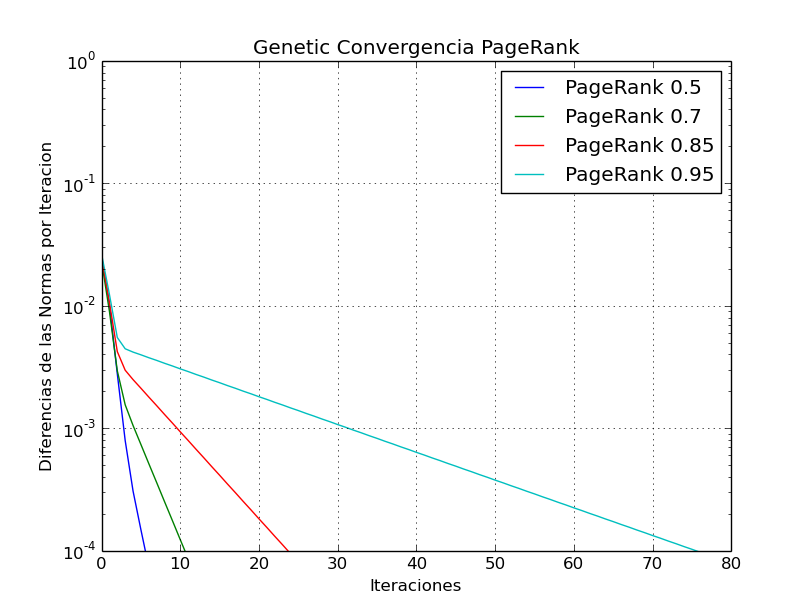 Genetic Convergencia PageRank
10^0
10^-1
10^-2
10^-3
10^-4
Diferencias de las Normas por Iteracion
PageRank 0.5
PageRank 0.7
PageRank 0.85
PageRank 0.95
0 10 20 30 40 50 60 70 80
Iteraciones